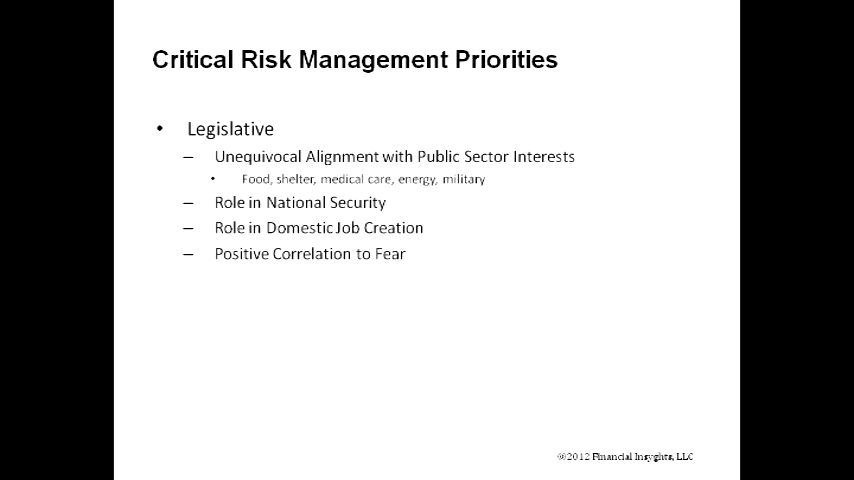 Critical Risk Management Priorities
• Legislative
– Unequivocal Alignment with Public Sector Interests
• Food, shelter, medical care, energy, military
– Role in National Security
– Role in Domestic Job Creation
– Positive Correlation to Fear
©2012 Financial Insyghts, LLC